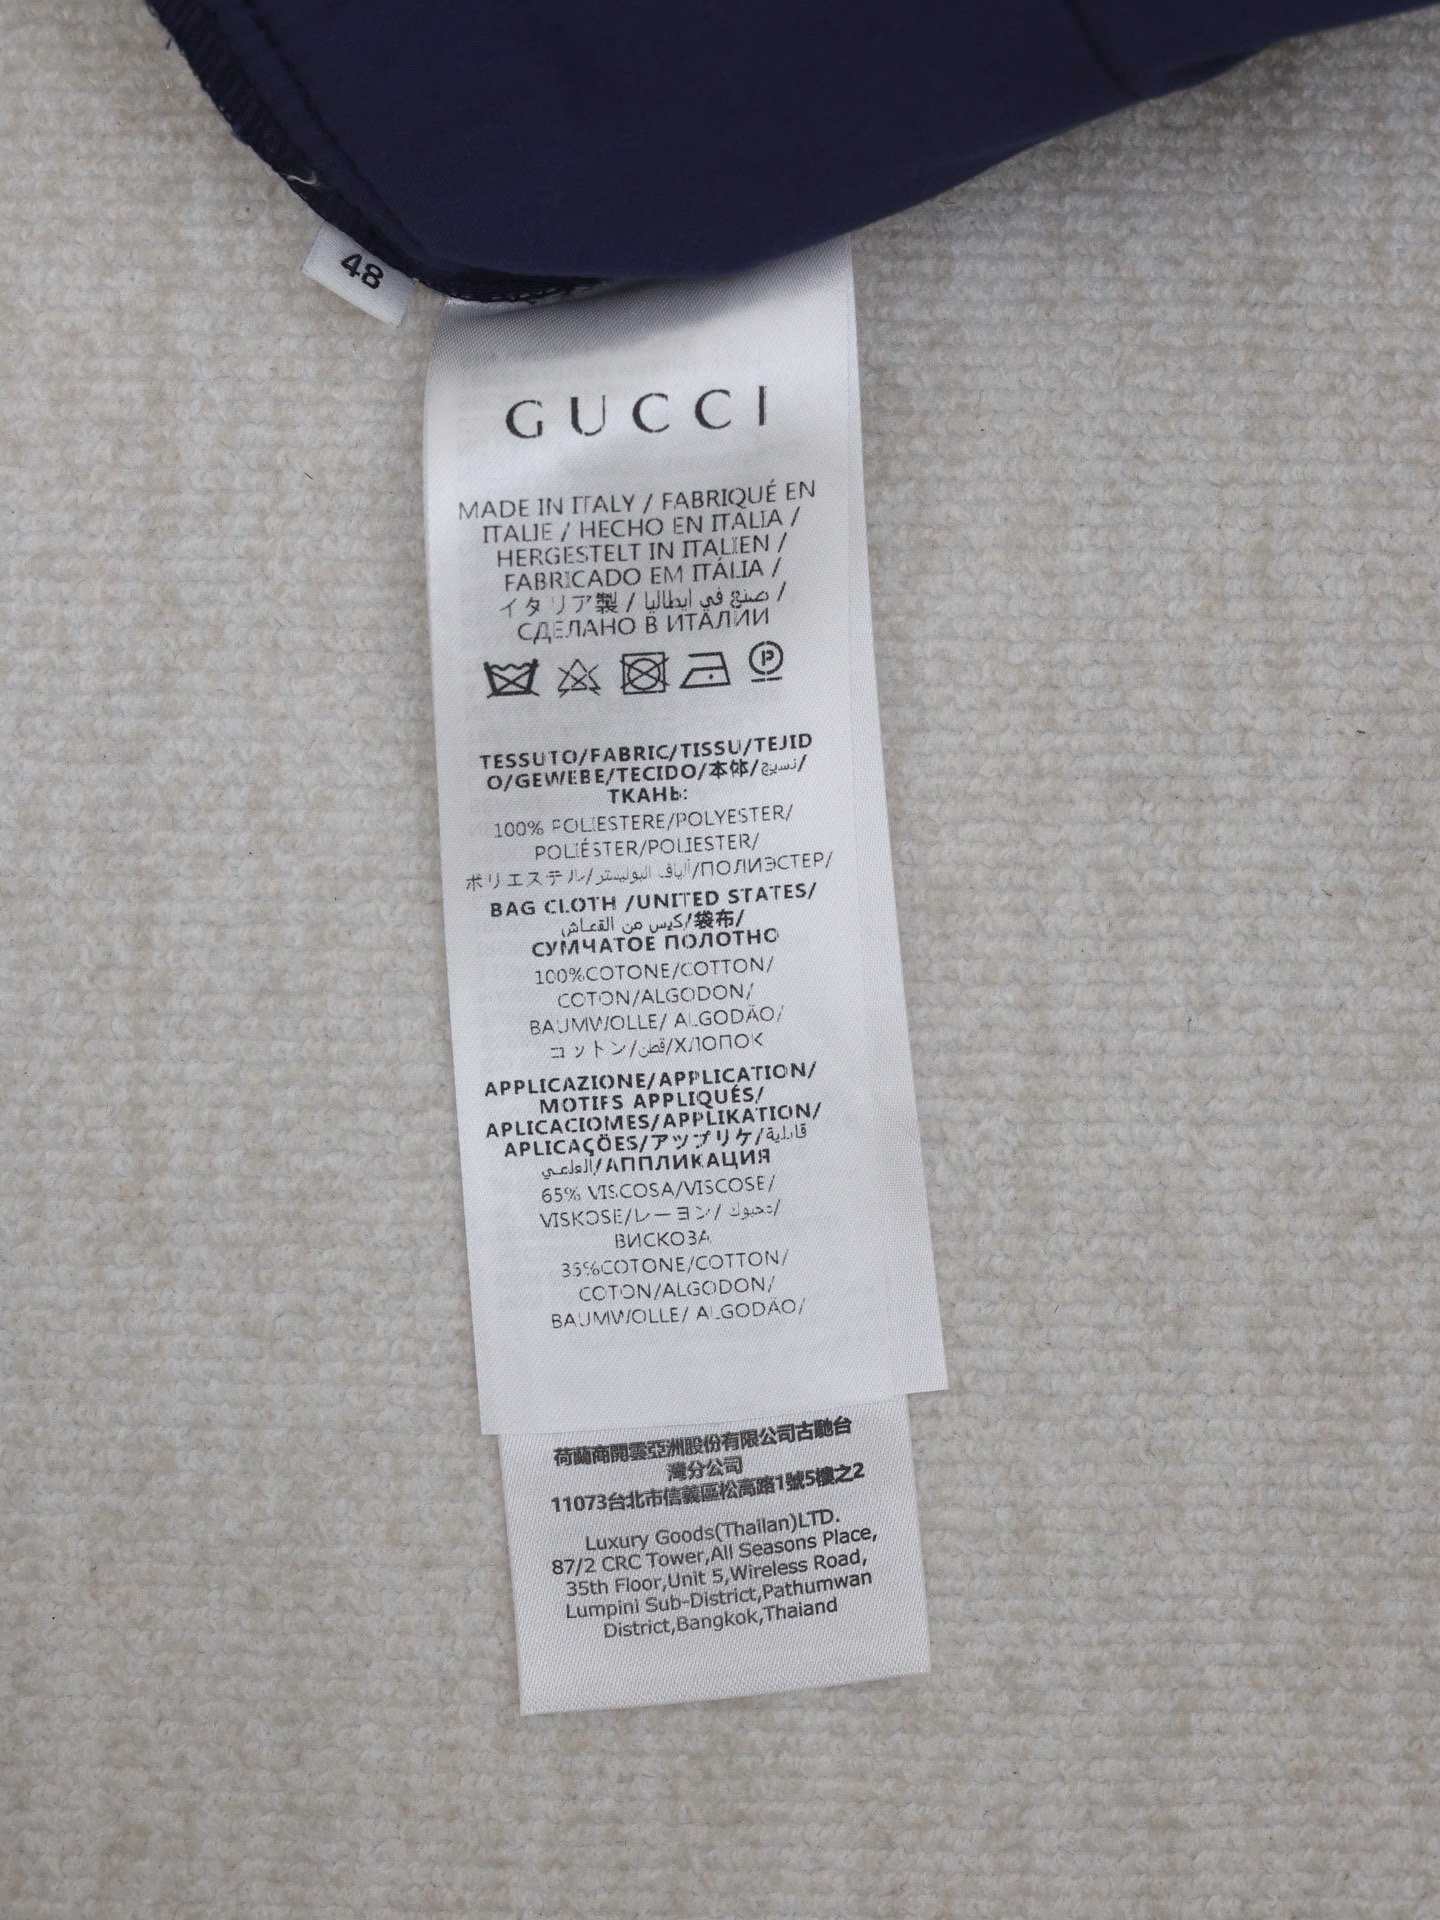 48
GUCCI
MADE IN ITALY / FABRIQUÉ EN
ITALIE / HECHO EN ITALIA /
HERGESTELT IN ITALIEN /
FABRICADO EM ITÁLIA /
イタリア製 / صنع في ايطاليا /
СДЕЛАНО В ИТАЛИИ
P
TESSUTO/FABRIC/TISSU/TEJID
O/GEWEBE/TECIDO/本体/نسيج/
ТКАНЬ:
100% POLIESTERE/POLYESTER/
POLIÉSTER/POLIESTER/
ポリエステル/ألياف البوليستر/ПОЛИЭСТЕР/
BAG CLOTH /UNITED STATES/
كيس من القعاش/袋布/
СУМЧАТОЕ ПОЛОТНО
100%COTONE/COTTON/
COTON/ALGODON/
BAUMWOLLE/ ALGODÃO/
コットン/قطن/ХЛОПОК
APPLICAZIONE/APPLICATION/
MOTIFS APPLIQUÉS/
APLICACIOMES/APPLIKATION/
APLICAÇÕES/アップリケ/
/АППЛИКАЦИЯ
65% VISCOSA/VISCOSE/
VISKOSE/レーヨン/
ВИСКОЗА
35%COTONE/COTTON/
COTON/ALGODON/
BAUMWOLLE/ ALGODÃO/
荷蘭商開雲亞洲股份有限公司古馳台
灣分公司
11073台北市信義區松高路1號5樓之2
Luxury Goods(Thailan)LTD.
87/2 CRC Tower,All Seasons Place,
35th Floor,Unit 5,Wireless Road,
Lumpini Sub-District,Pathumwan
District,Bangkok,Thaiand